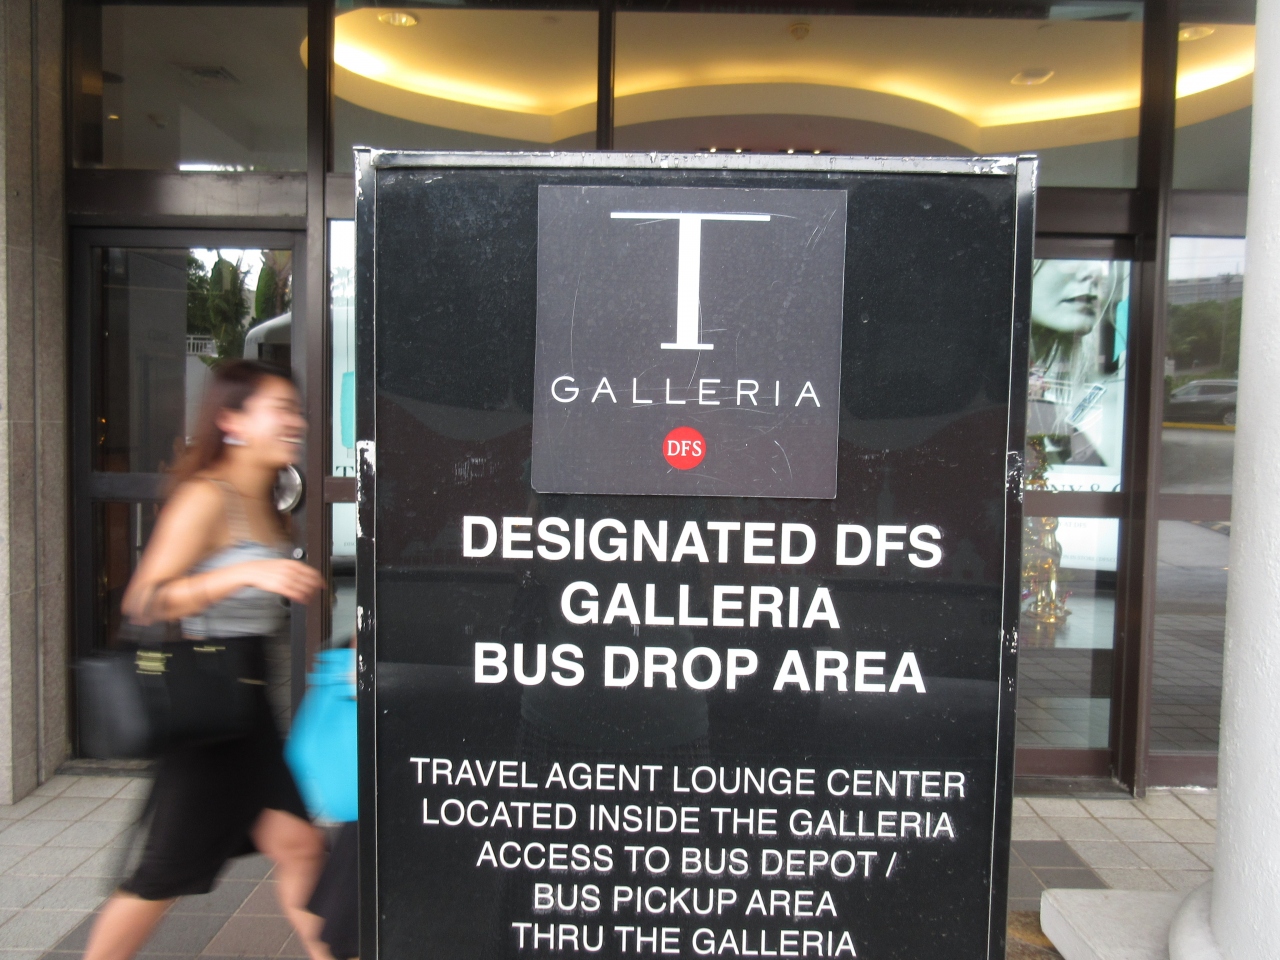 T
GALLERIA
DFS
DESIGNATED DFS
GALLERIA
BUS DROP AREA
TRAVEL AGENT LOUNGE CENTER
LOCATED INSIDE THE GALLERIA
ACCESS TO BUS DEPOT /
BUS PICKUP AREA
THRU THE GALLERIA